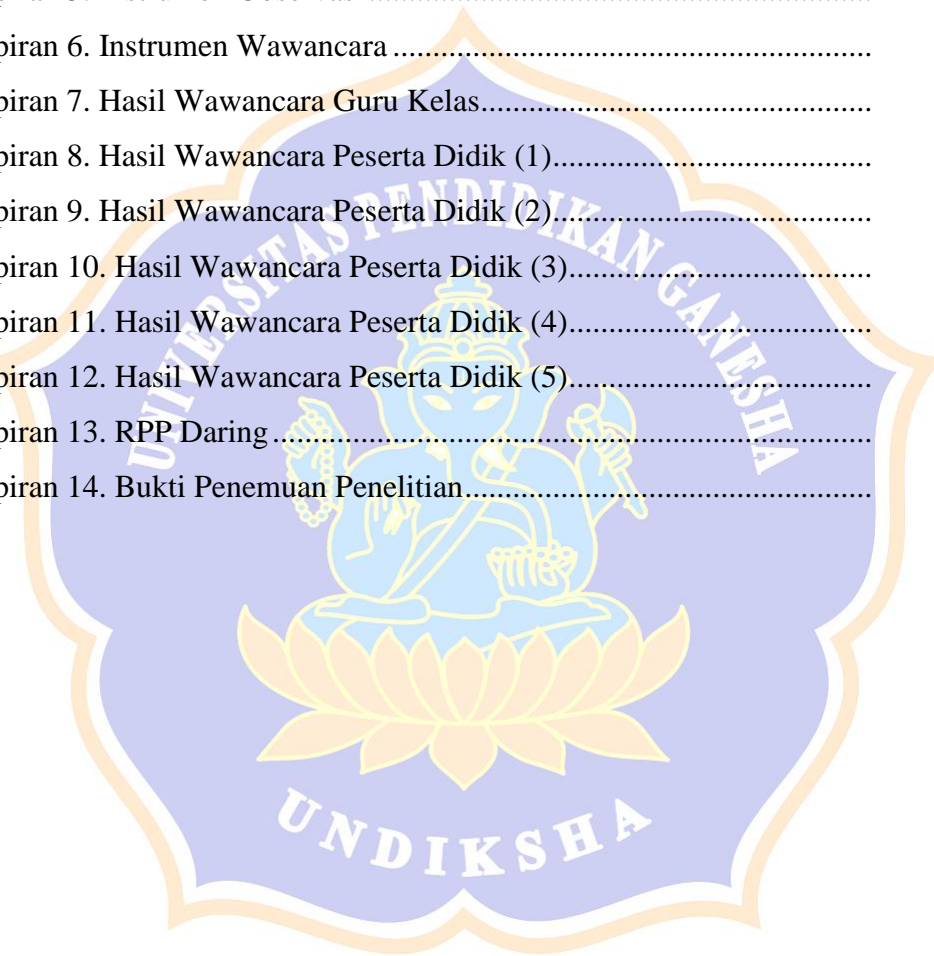 piran 6. Instrumen Wawancara ............................................................
piran 7. Hasil Wawancara Guru Kelas.................................................
piran 8. Hasil Wawancara Peserta Didik (1)........................................
piran 9. Hasil Wawancara Peserta Didik (2)........................................
piran 10. Hasil Wawancara Peserta Didik (3)......................................
piran 11. Hasil Wawancara Peserta Didik (4)......................................
piran 12. Hasil Wawancara Peserta Didik (5)......................................
piran 13. RPP Daring ...........................................................................
piran 14. Bukti Penemuan Penelitian...................................................
UNIVERSITAS PENDIDIKAN GANESHA
UNDIKSHA